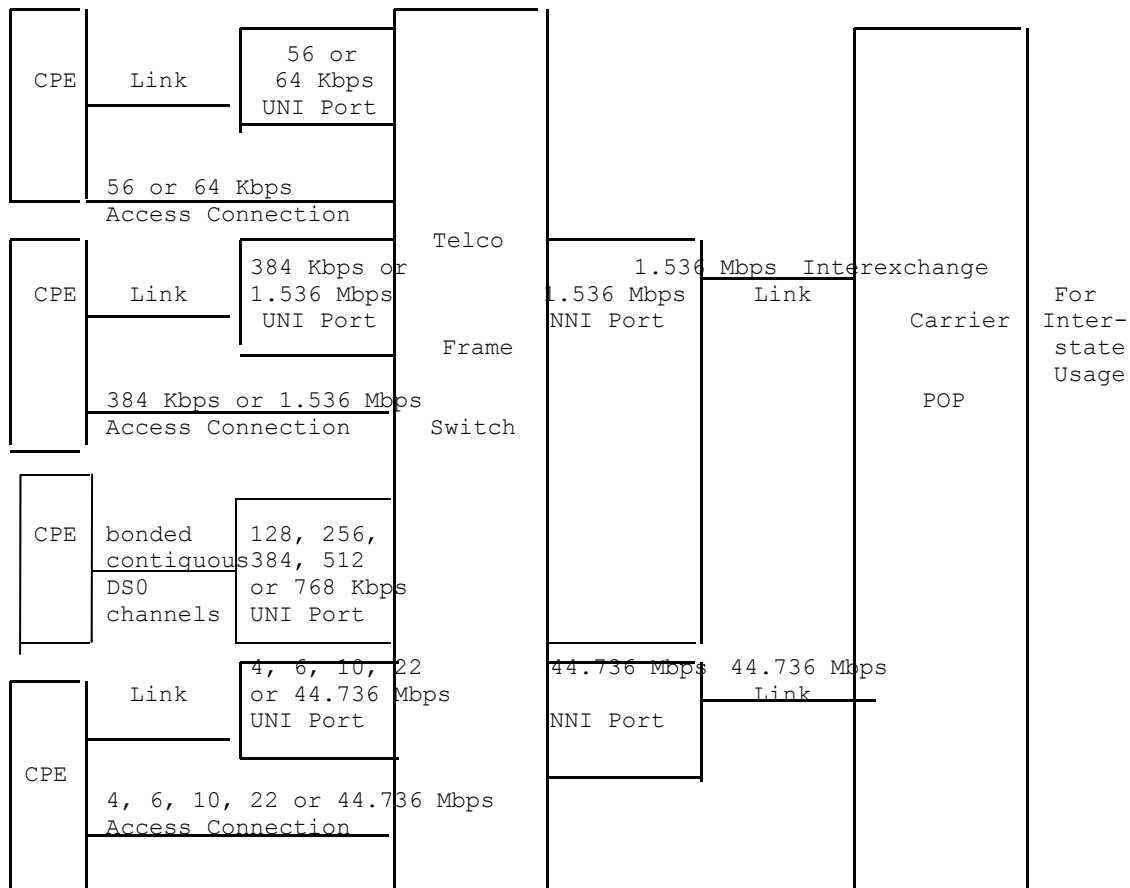 56 or
CPE Link 64 Kbps
UNI Port
56 or 64 Kbps
Access Connection
Telco
384 Kbps or 1.536 Mbps Interexchange
CPE Link 1.536 Mbps 1.536 Mbps Link For
UNI Port NNI Port Carrier Inter-
Frame state
Usage
384 Kbps or 1.536 Mbps POP
Access Connection Switch
CPE bonded 128, 256,
contiguous 384, 512
DS0 or 768 Kbps
channels UNI Port
4, 6, 10, 22 44.736 Mbps 44.736 Mbps
Link or 44.736 Mbps Link
UNI Port NNI Port
CPE
4, 6, 10, 22 or 44.736 Mbps
Access Connection